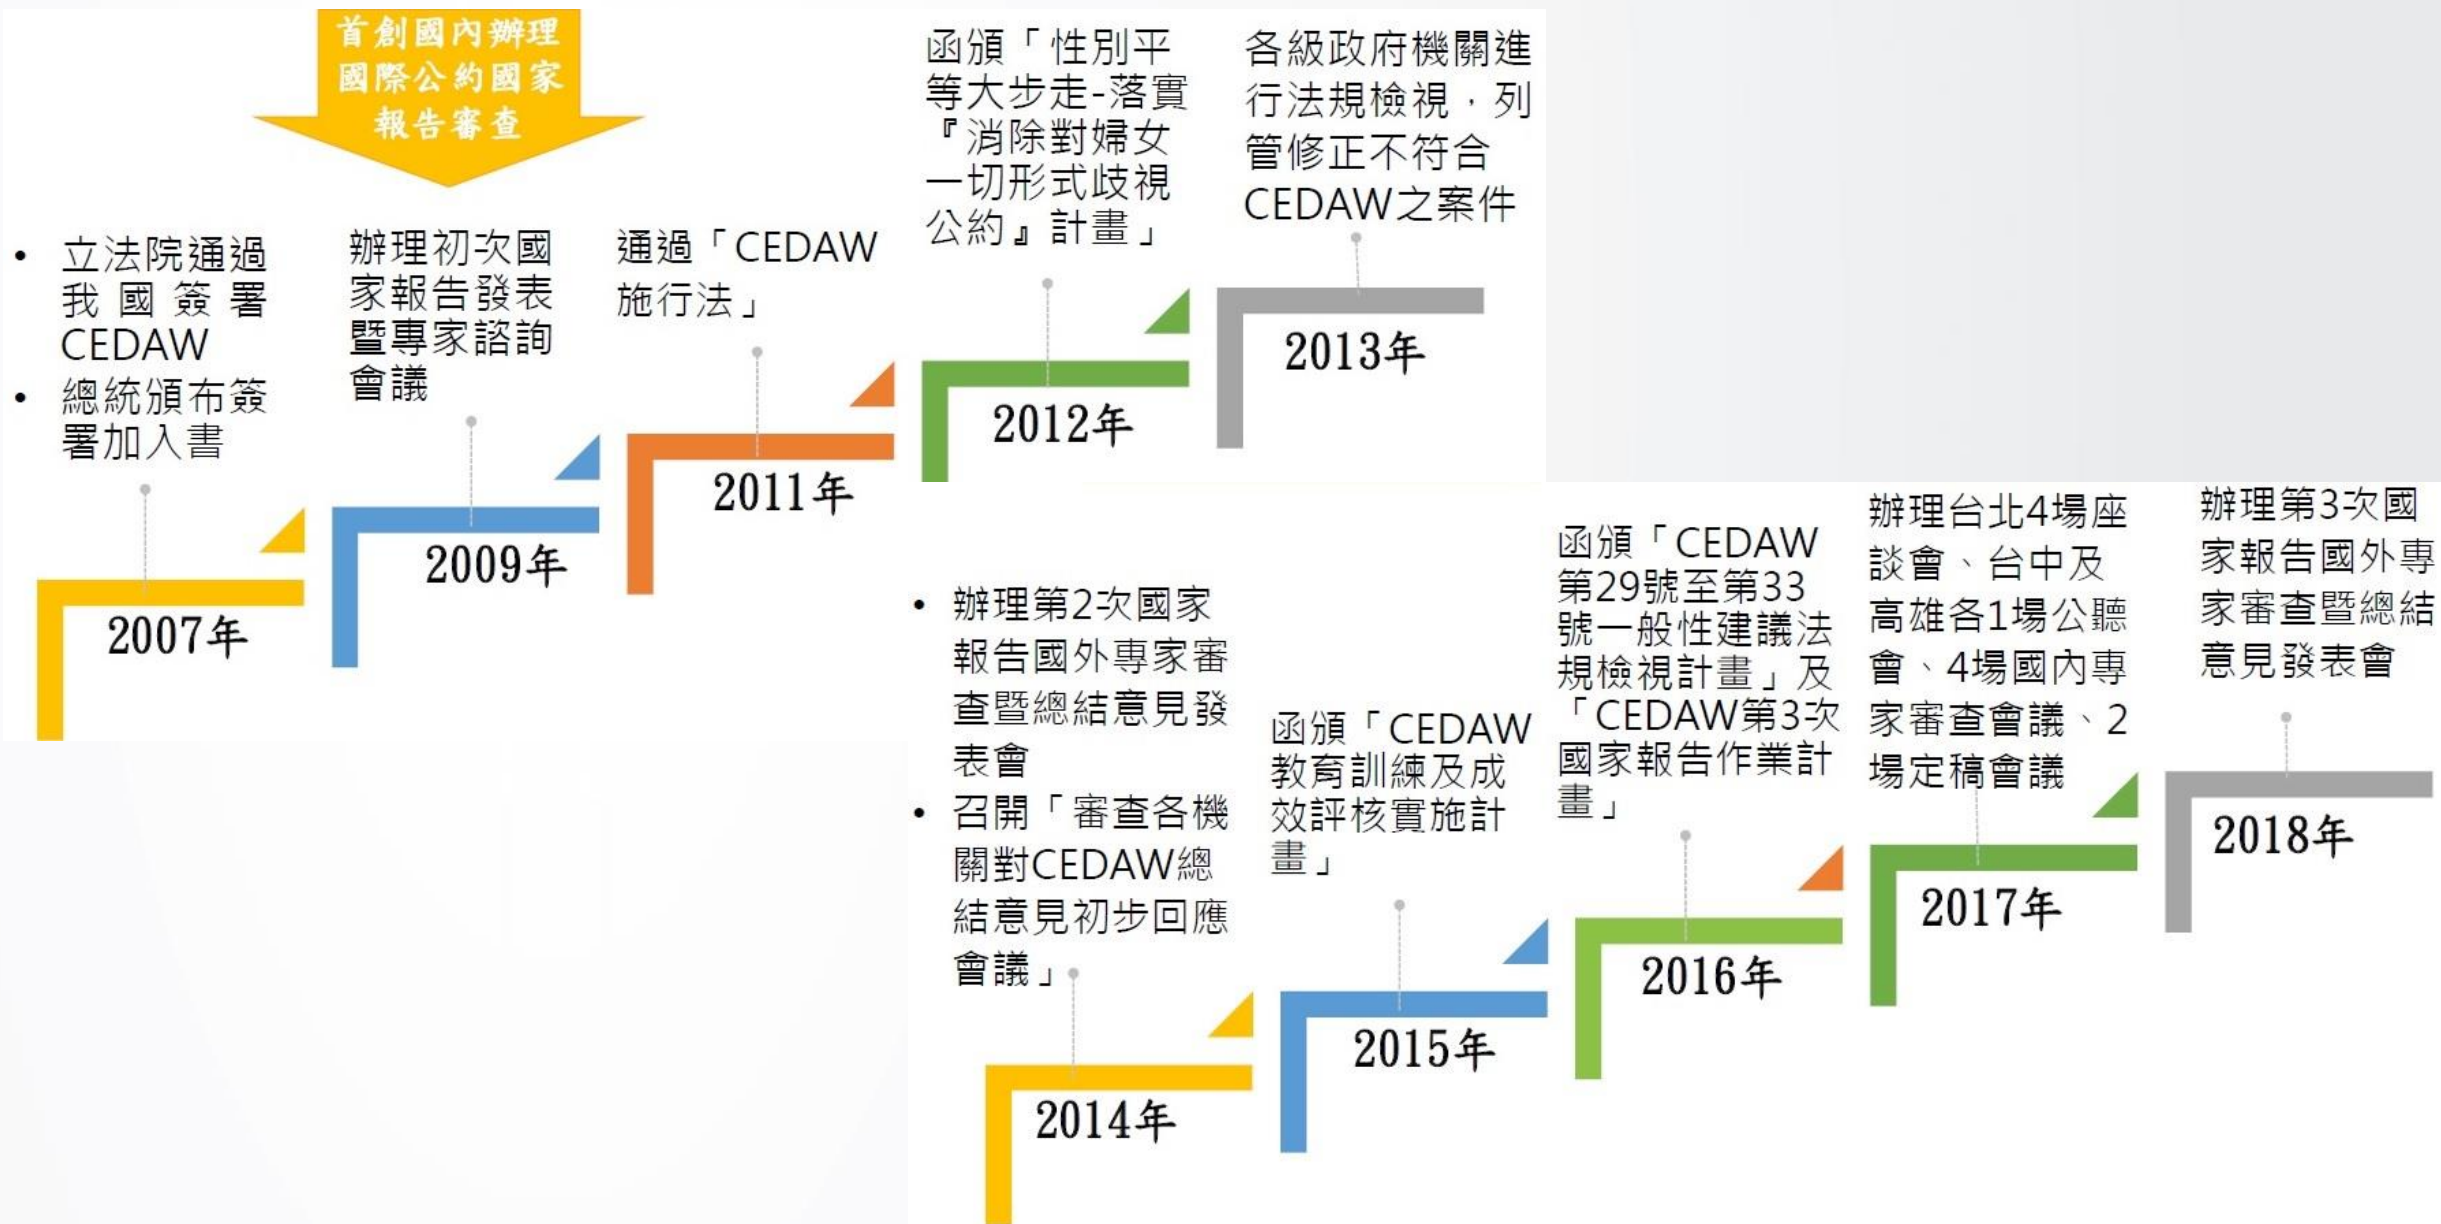 首創國內辦理
國際公約國家
報告審查
• 立法院通過
我國簽署
CEDAW
• 總統頒布簽
署加入書
2007年
辦理初次國
家報告發表
暨專家諮詢
會議
2009年
通過「CEDAW
施行法」
2011年
函頒「性別平
等大步走-落實
『消除對婦女
一切形式歧視
公約』計畫」
2012年
各級政府機關進
行法規檢視，列
管修正不符合
CEDAW之案件
2013年
• 辦理第2次國家
報告國外專家審
查暨總結意見發
表會
• 召開「審查各機
關對CEDAW總
結意見初步回應
會議」
2014年
函頒「CEDAW
教育訓練及成
效評核實施計
畫」
2015年
函頒「CEDAW
第29號至第33
號一般性建議法
規檢視計畫」及
「CEDAW第3次
國家報告作業計
畫」
2016年
辦理台北4場座
談會、台中及
高雄各1場公聽
會、4場國內專
家審查會議、2
場定稿會議
2017年
辦理第3次國
家報告國外專
家審查暨總結
意見發表會
2018年